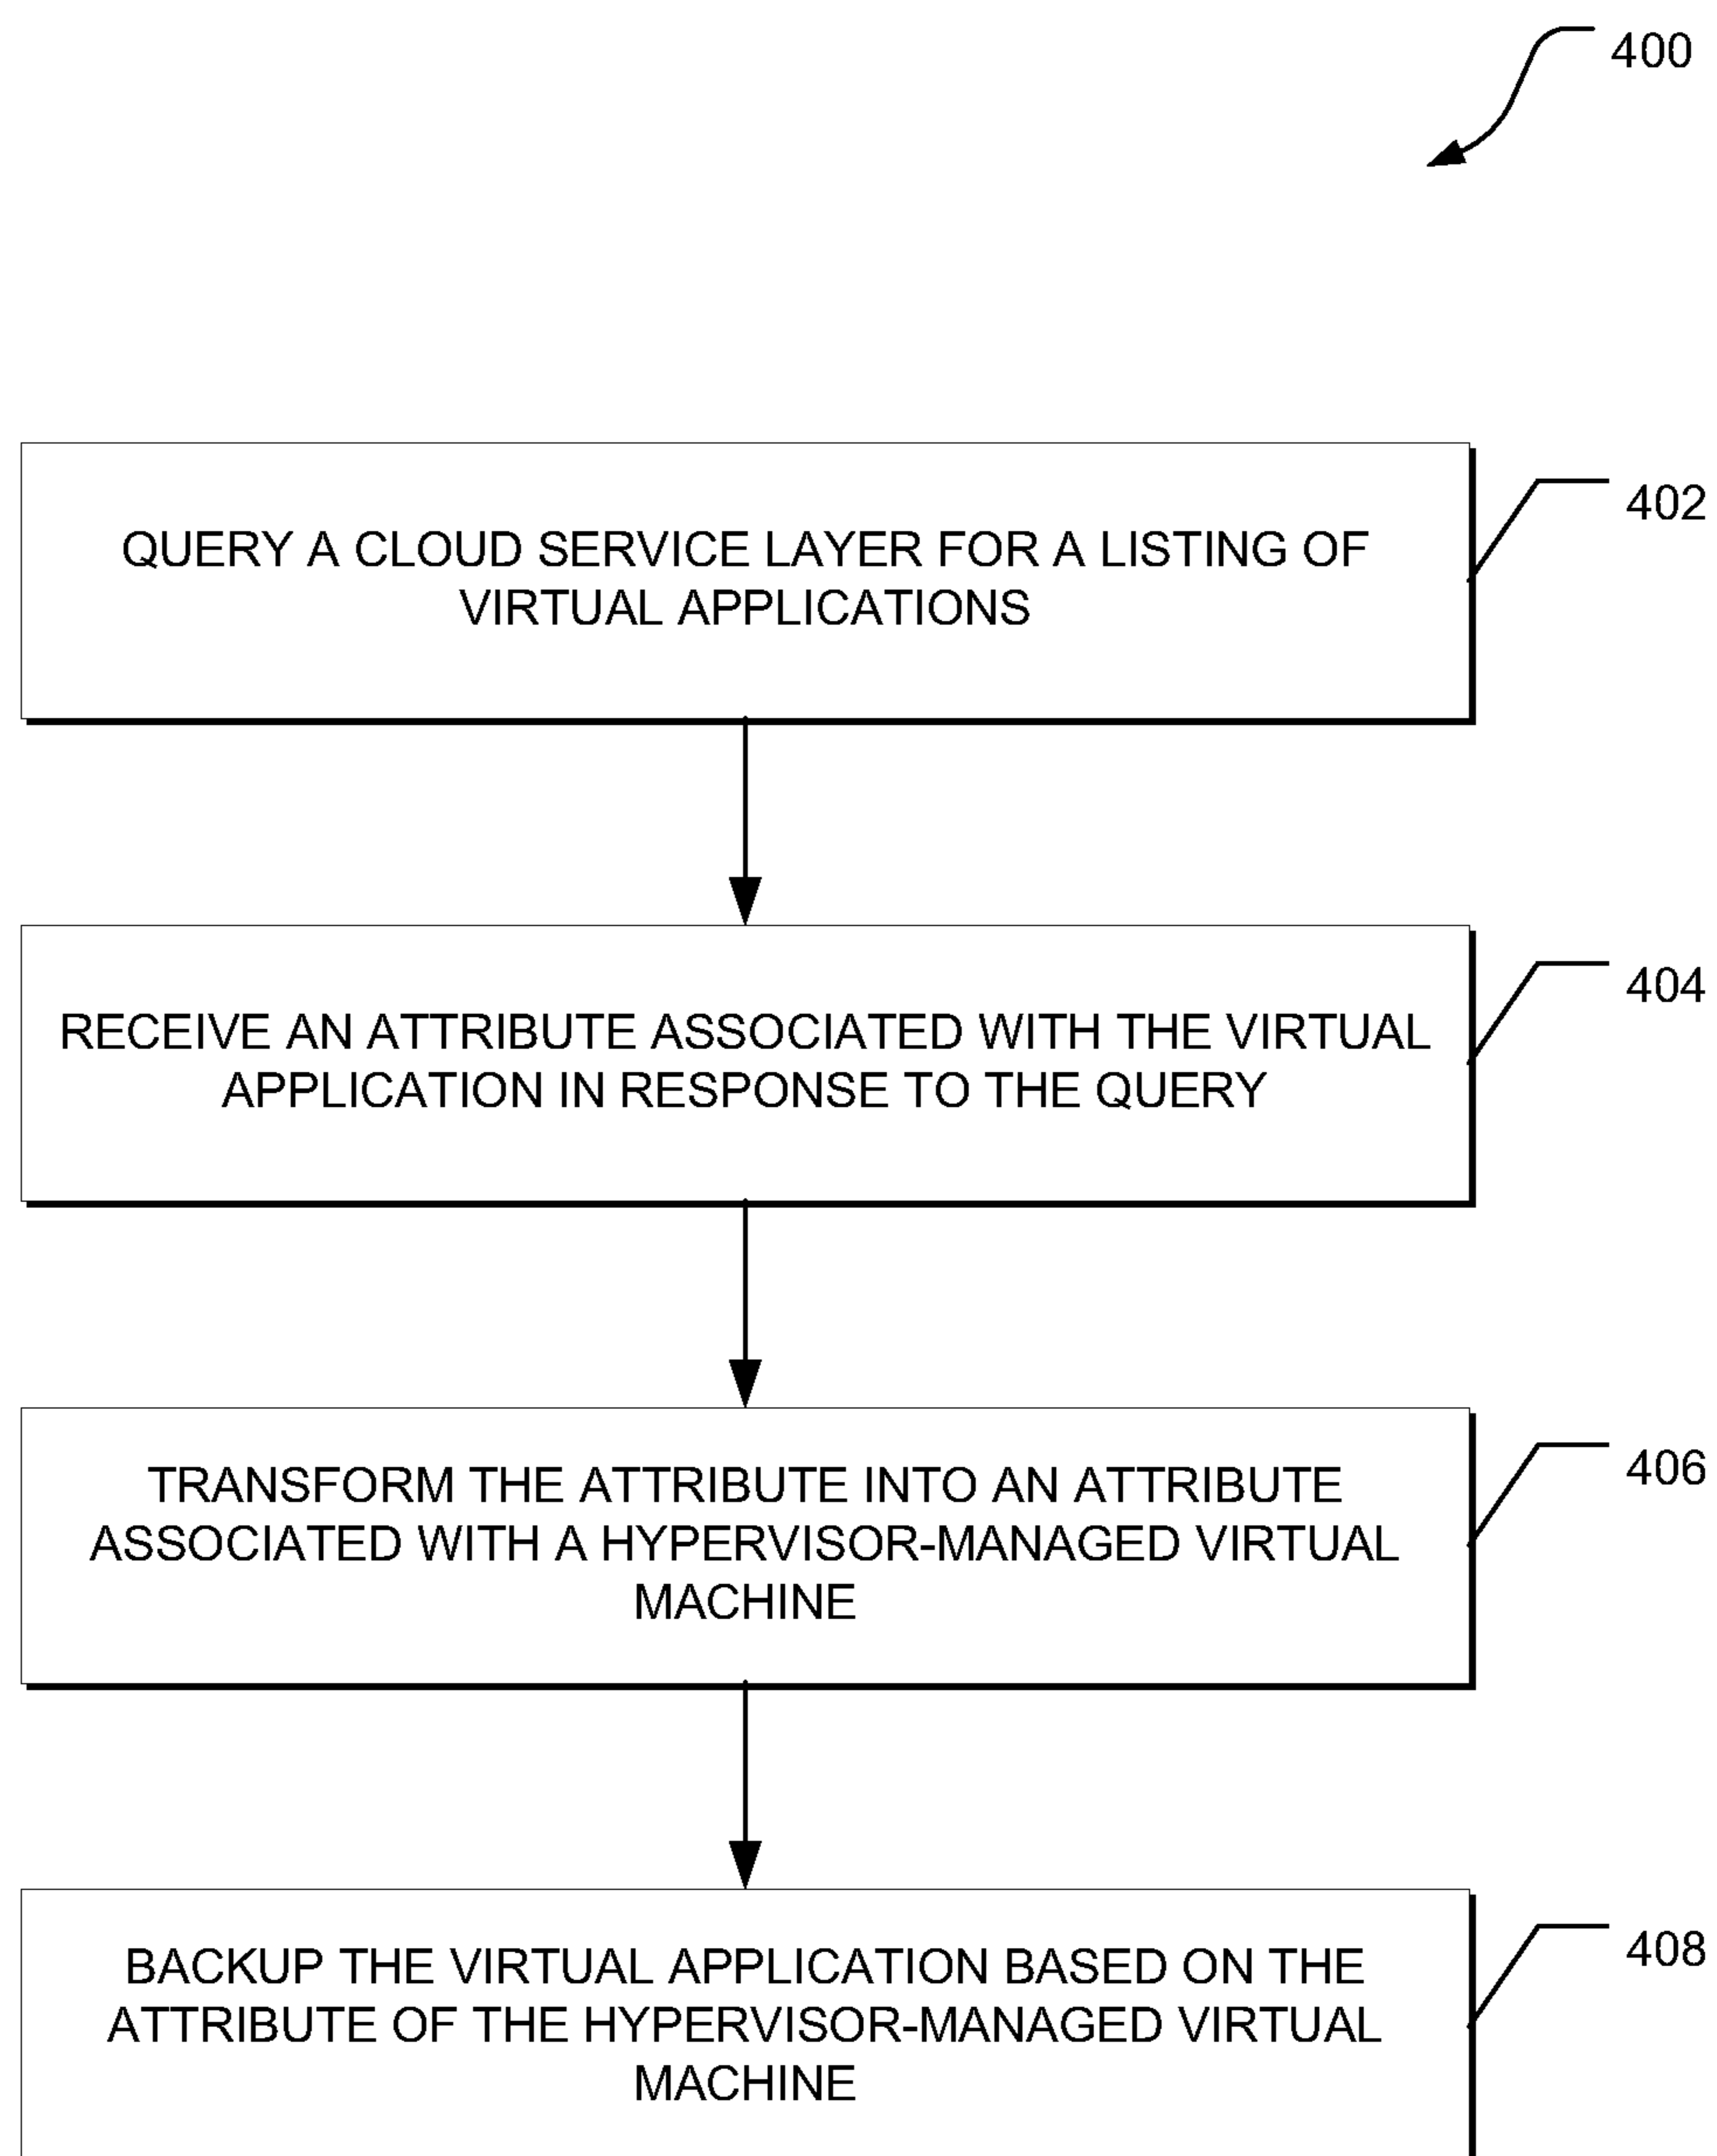 400
QUERY A CLOUD SERVICE LAYER FOR A LISTING OF
VIRTUAL APPLICATIONS
402
RECEIVE AN ATTRIBUTE ASSOCIATED WITH THE VIRTUAL
APPLICATION IN RESPONSE TO THE QUERY
404
TRANSFORM THE ATTRIBUTE INTO AN ATTRIBUTE
ASSOCIATED WITH A HYPERVISOR-MANAGED VIRTUAL
MACHINE
406
BACKUP THE VIRTUAL APPLICATION BASED ON THE
ATTRIBUTE OF THE HYPERVISOR-MANAGED VIRTUAL
MACHINE
408